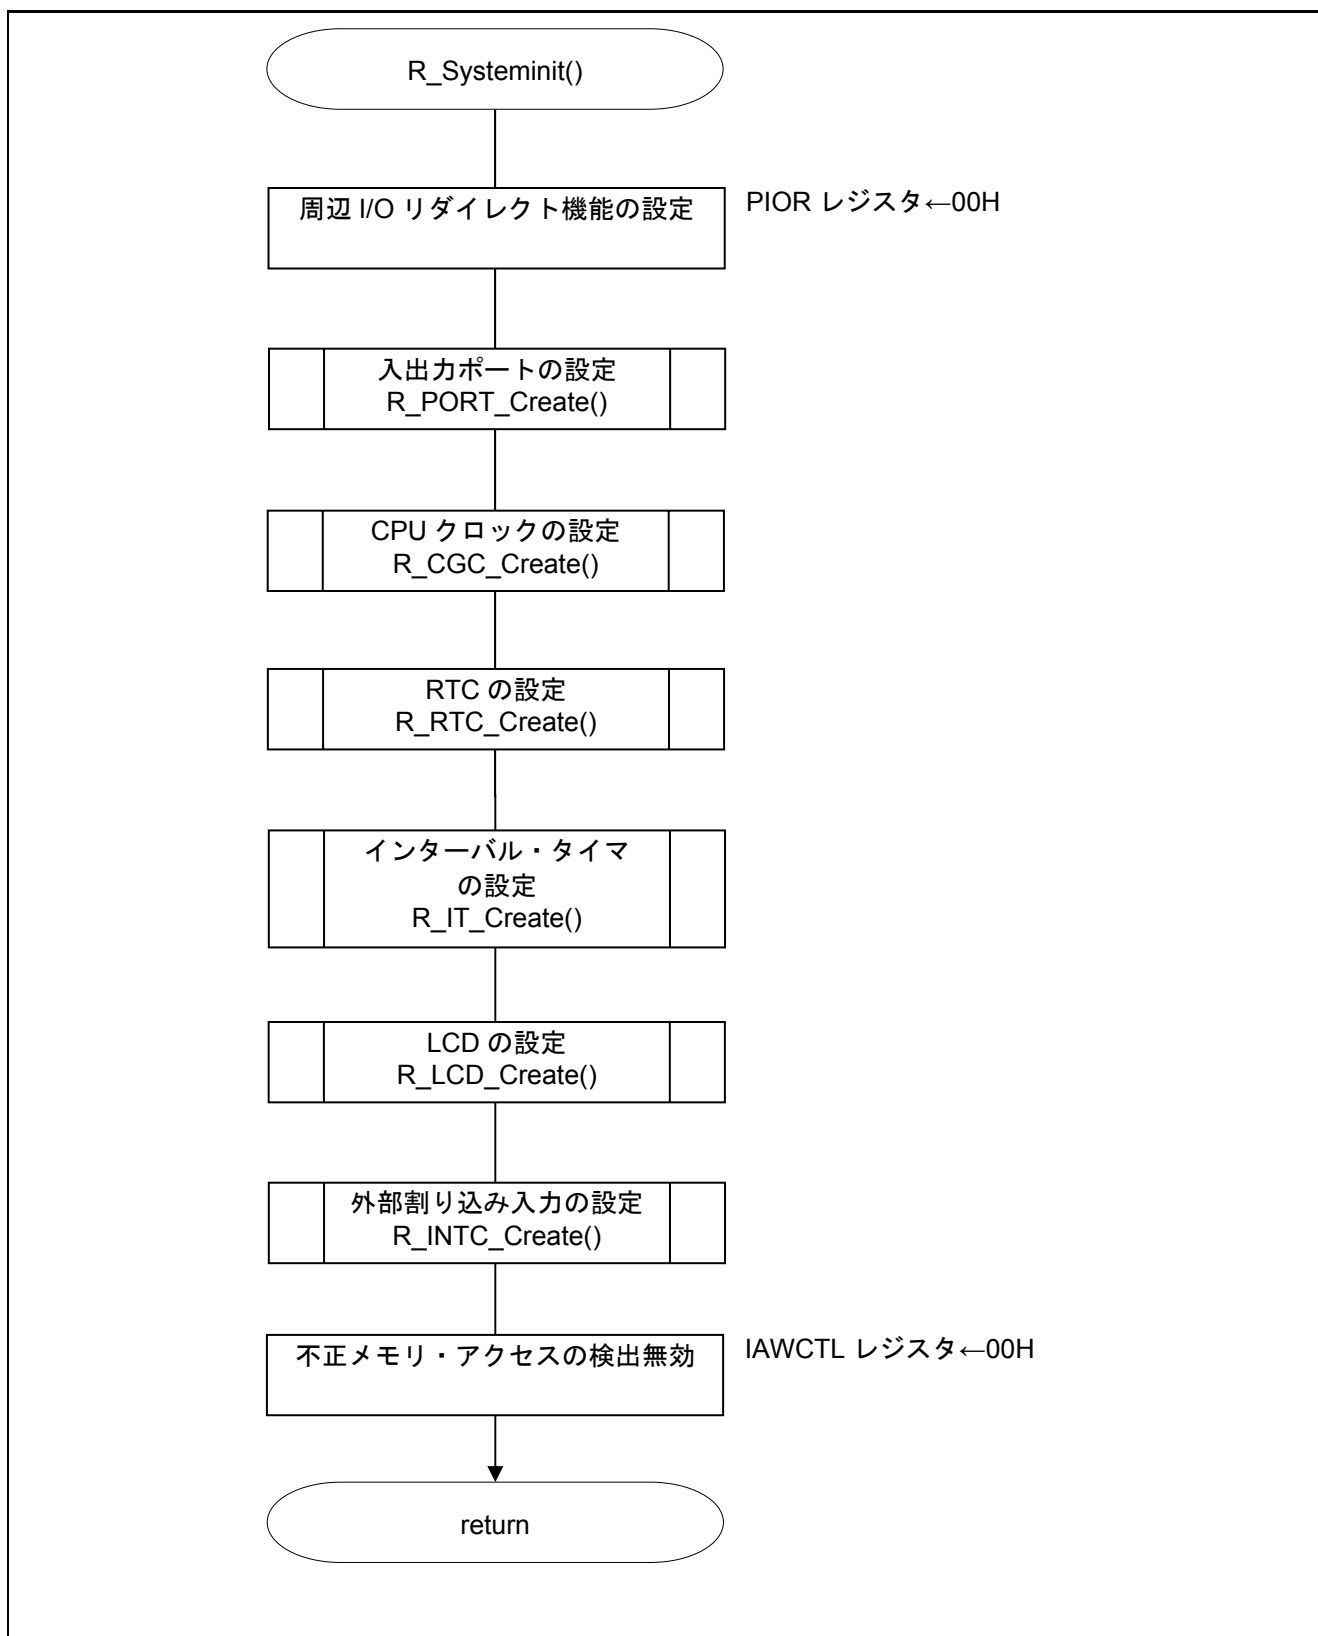 R_Systeminit()
周辺 I/O リダイレクト機能の設定
PIOR レジスタ←00H
入出力ポートの設定
R_PORT_Create()
CPU クロックの設定
R_CGC_Create()
RTC の設定
R_RTC_Create()
インターバル・タイマ
の設定
R_IT_Create()
LCD の設定
R_LCD_Create()
外部割り込み入力の設定
R_INTC_Create()
不正メモリ・アクセスの検出無効
IAWCTL レジスタ←00H
return